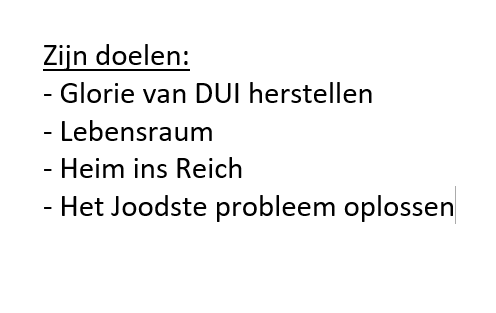 Zijn doelen:
- Glorie van DUI herstellen
- Lebensraum
- Heim ins Reich
- Het Joodste probleem oplossen